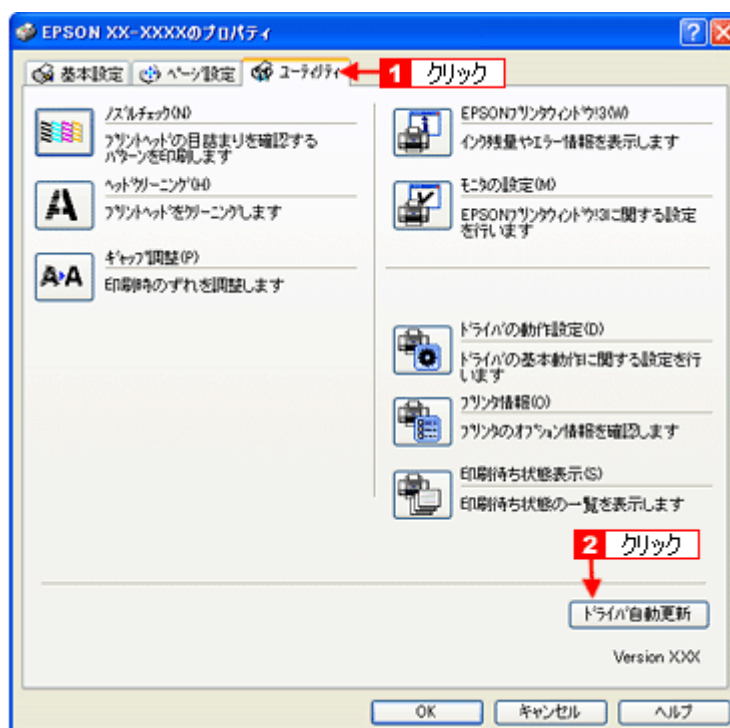 EPSON XX-XXXXのプロパティ
基本設定 ページ設定 ユーティリティ 1 クリック
ノズルチェック(N)
プリントヘッドの目詰まりを確認する
パターンを印刷します
ヘッドクリーニング(H)
プリントヘッドをクリーニングします
ギャップ調整(P)
印刷時のずれを調整します
EPSONプリンタウィンドウ!3(W)
インク残量やエラー情報を表示します
モニタの設定(M)
EPSONプリンタウィンドウ!3に関する設定
を行います
ドライバの動作設定(D)
ドライバの基本動作に関する設定を行
います
プリンタ情報(O)
プリンタのオプション情報を確認します
印刷待ち状態表示(S)
印刷待ち状態の一覧を表示します
2 クリック
ドライバ自動更新
Version XXX
OK キャンセル ヘルプ